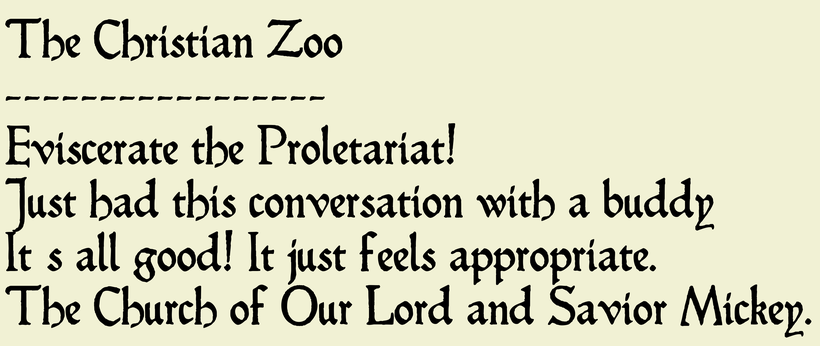 The Christian Zoo
-----------------
Eviscerate the Proletariat!
Just had this conversation with a buddy
It s all good! It just feels appropriate.
The Church of Our Lord and Savior Mickey.